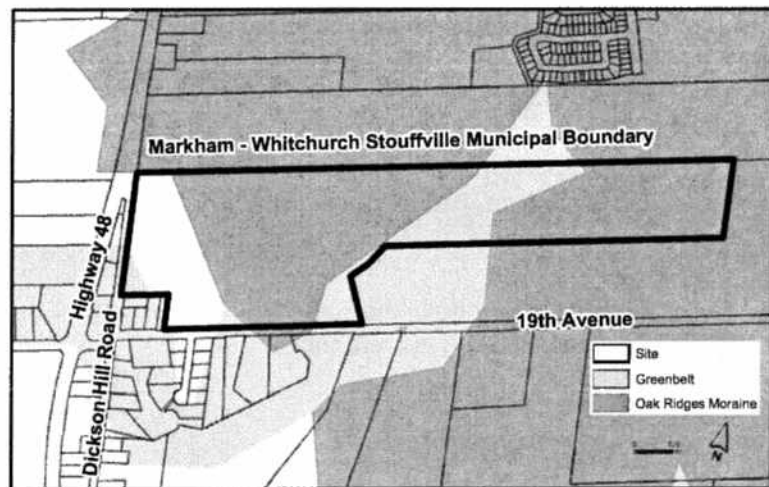 Markham - Whitchurch Stouffville Municipal Boundary
Highway 48
Dickson Hill Road
19th Avenue
Site
Greenbelt
Oak Ridges Moraine
N